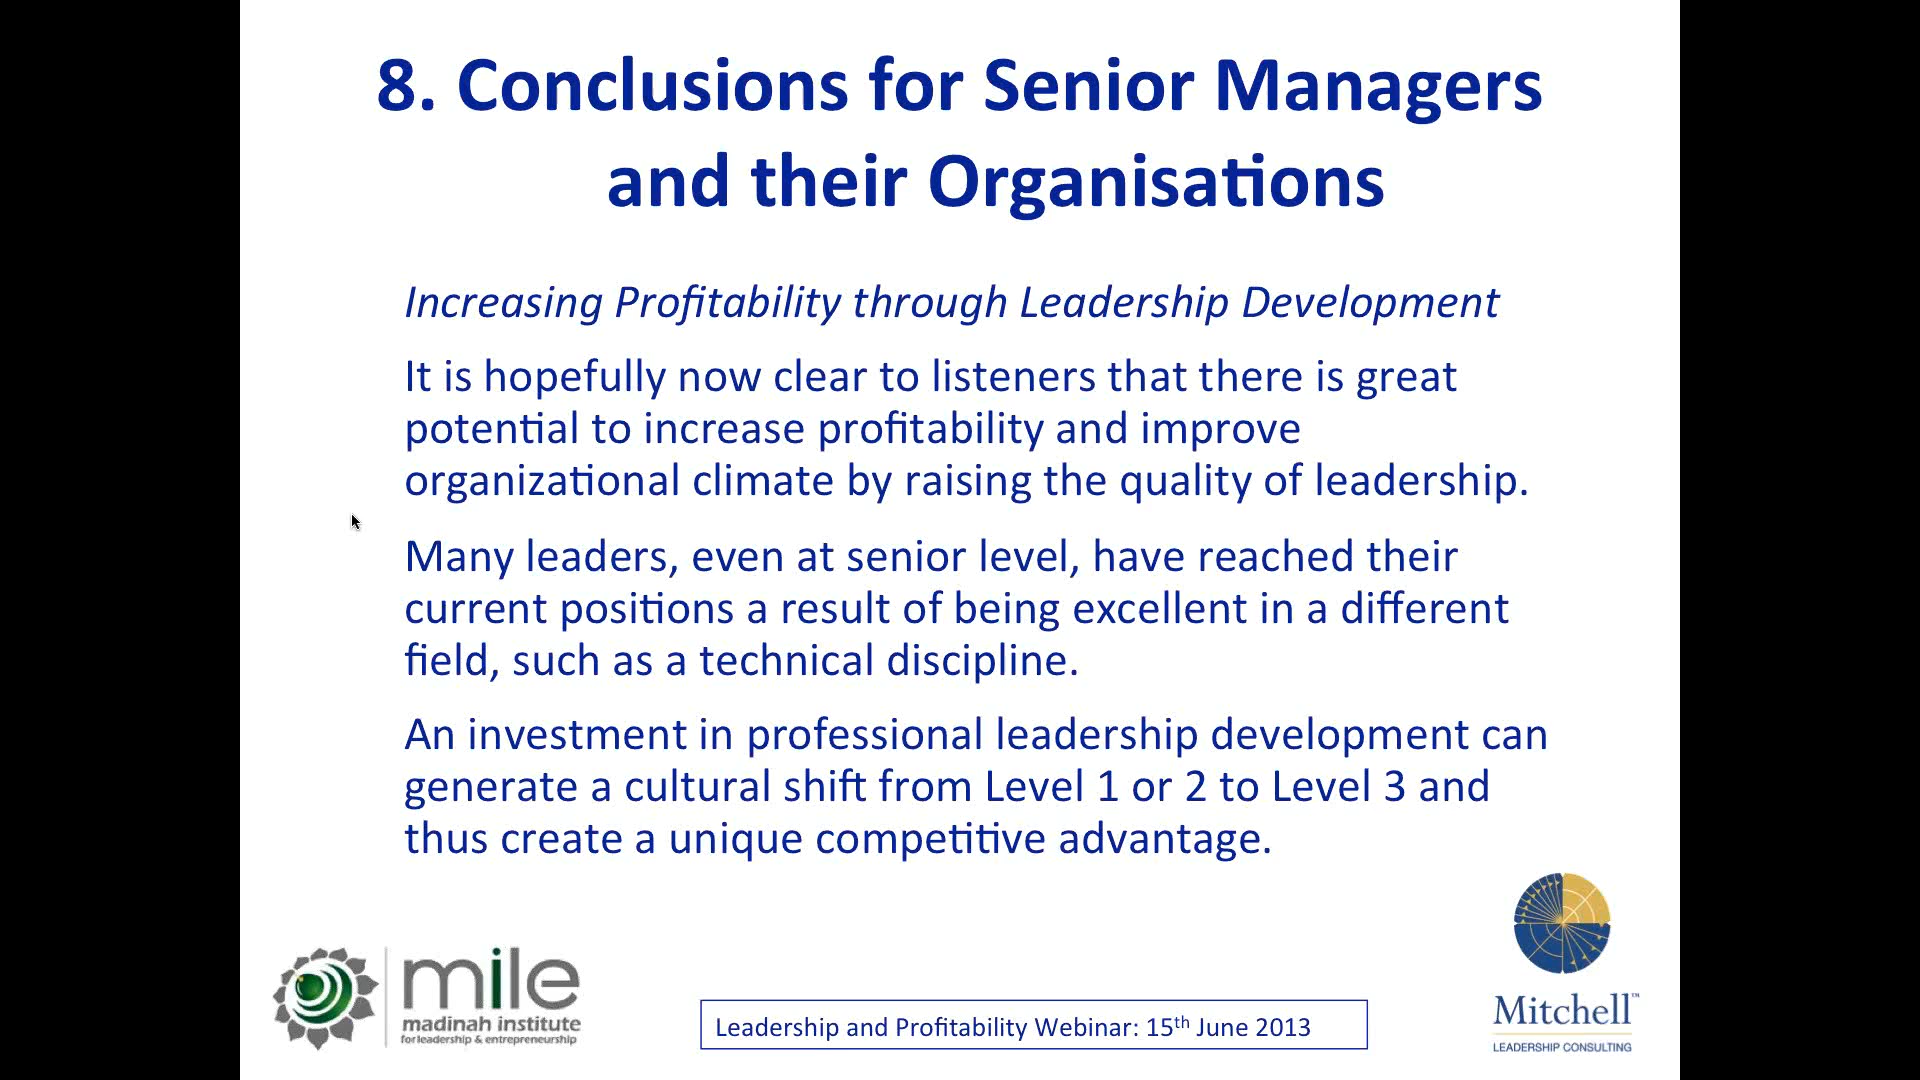 8. Conclusions for Senior Managers
and their Organisations
Increasing Profitability through Leadership Development
It is hopefully now clear to listeners that there is great
potential to increase profitability and improve
organizational climate by raising the quality of leadership.
Many leaders, even at senior level, have reached their
current positions a result of being excellent in a different
field, such as a technical discipline.
An investment in professional leadership development can
generate a cultural shift from Level 1 or 2 to Level 3 and
thus create a unique competitive advantage.
mile
madinah institute
for leadership & entrepreneurship
Leadership and Profitability Webinar: 15th June 2013
Mitchell™
LEADERSHIP CONSULTING